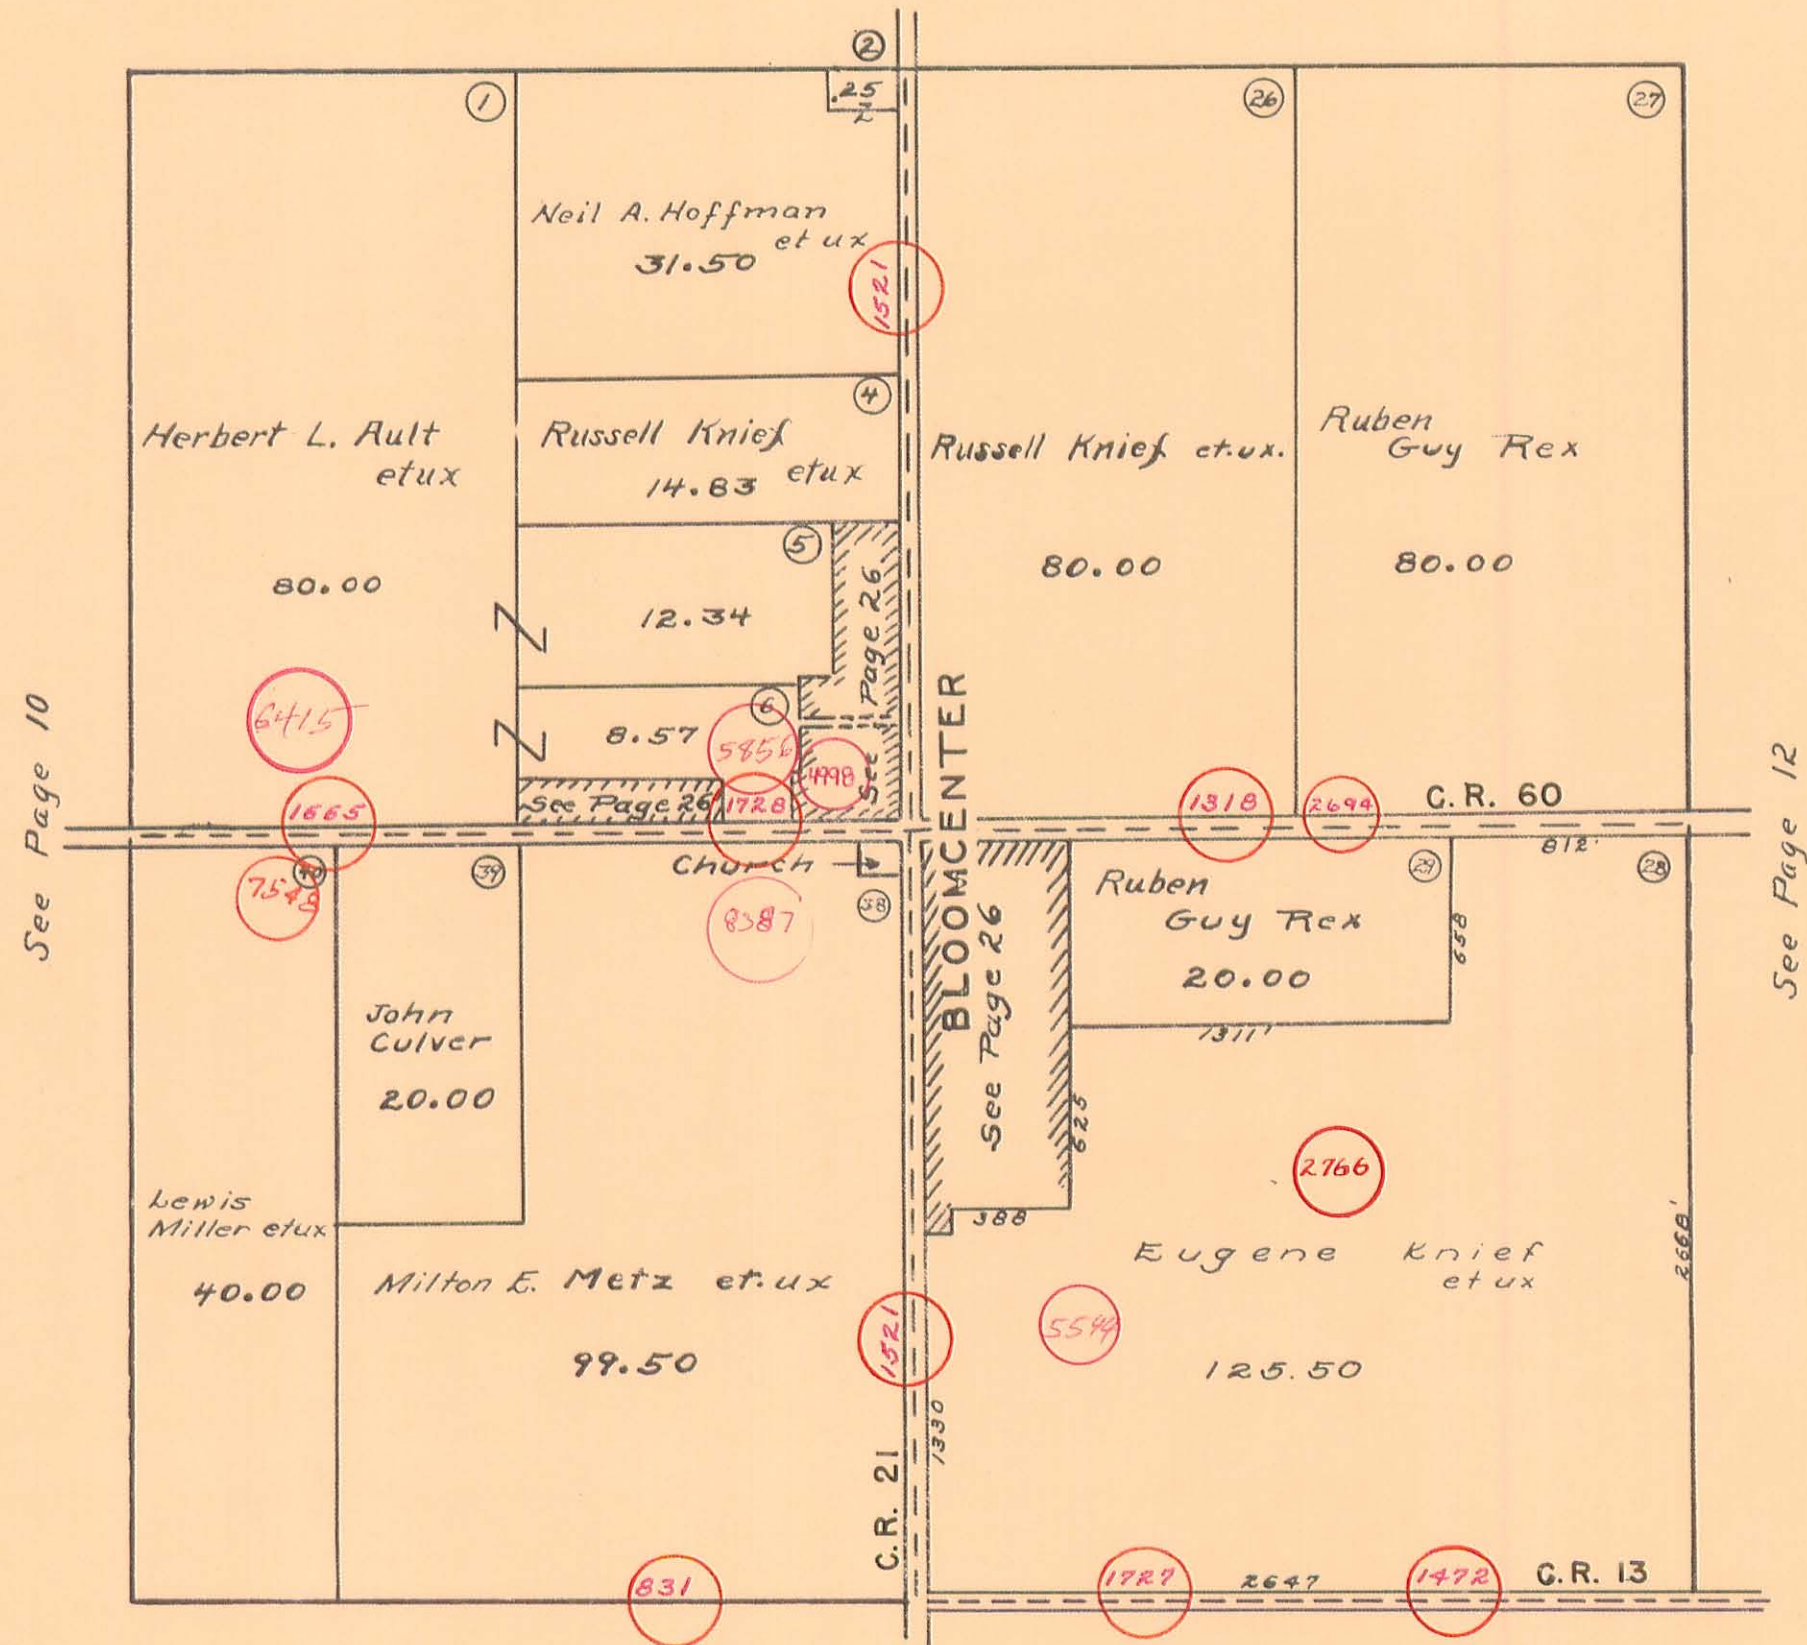 2
1
.25
26
27
Neil A. Hoffman
et ux
31.50
1521
4
Herbert L. Ault
etux
Russell Knief
etux
14.83
Russell Knief et.ux.
Ruben
Guy Rex
80.00
5
12.34
80.00
80.00
See Page 26
See Page 10
6415
6
8.57
5856
4998
BLOOMCENTER
See Page 12
1665
See Page 26
1728
1318
2694
C.R. 60
812'
7548
40
39
Church
38
8387
See Page 26
Ruben
Guy Rex
20.00
29
28
658
1311'
John
Culver
20.00
625
2766
Lewis
Miller etux
40.00
388
2668'
Milton E. Metz et.ux
99.50
1521
Eugene Knief
et ux
5544
125.50
1330
C.R. 21
831
1727
2647
1472
C.R. 13